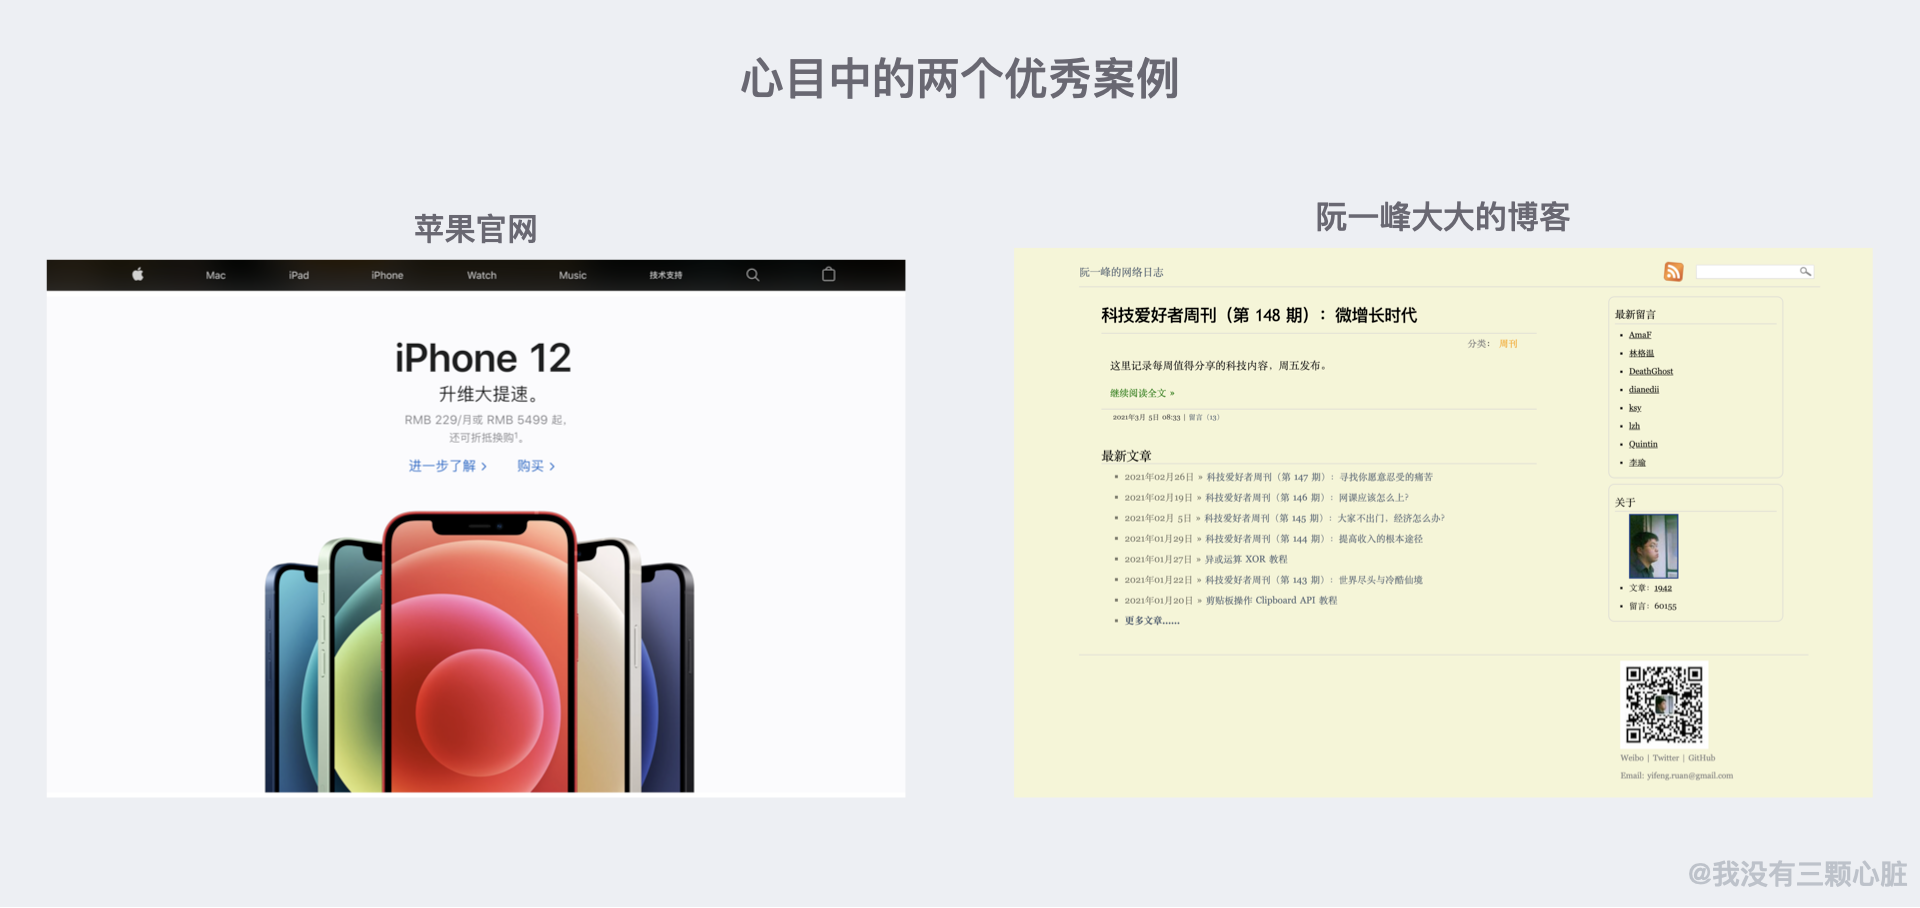 心目中的两个优秀案例
苹果官网
Mac iPad iPhone Watch Music 技术支持
iPhone 12
升维大提速。
RMB 229/月或 RMB 5499 起,
还可折抵换购¹。
进一步了解 > 购买 >
阮一峰大大的博客
阮一峰的网络日志
科技爱好者周刊（第 148 期）：微增长时代
分类： 周刊
这里记录每周值得分享的科技内容，周五发布。
继续阅读全文 »
2021年3月 5日 08:33 | 留言（13）
最新文章
2021年02月26日 » 科技爱好者周刊（第 147 期）：寻找你愿意忍受的痛苦
2021年02月19日 » 科技爱好者周刊（第 146 期）：网课应该怎么上？
2021年02月 5日 » 科技爱好者周刊（第 145 期）：大家不出门，经济怎么办？
2021年01月29日 » 科技爱好者周刊（第 144 期）：提高收入的根本途径
2021年01月27日 » 异或运算 XOR 教程
2021年01月22日 » 科技爱好者周刊（第 143 期）：世界尽头与冷酷仙境
2021年01月20日 » 剪贴板操作 Clipboard API 教程
更多文章……
最新留言
AmaF
林格温
DeathGhost
dianedii
ksy
lzh
Quintin
李瑜
关于
文章：1942
留言：60155
Weibo | Twitter | GitHub
Email: yifeng.ruan@gmail.com
@我没有三颗心脏